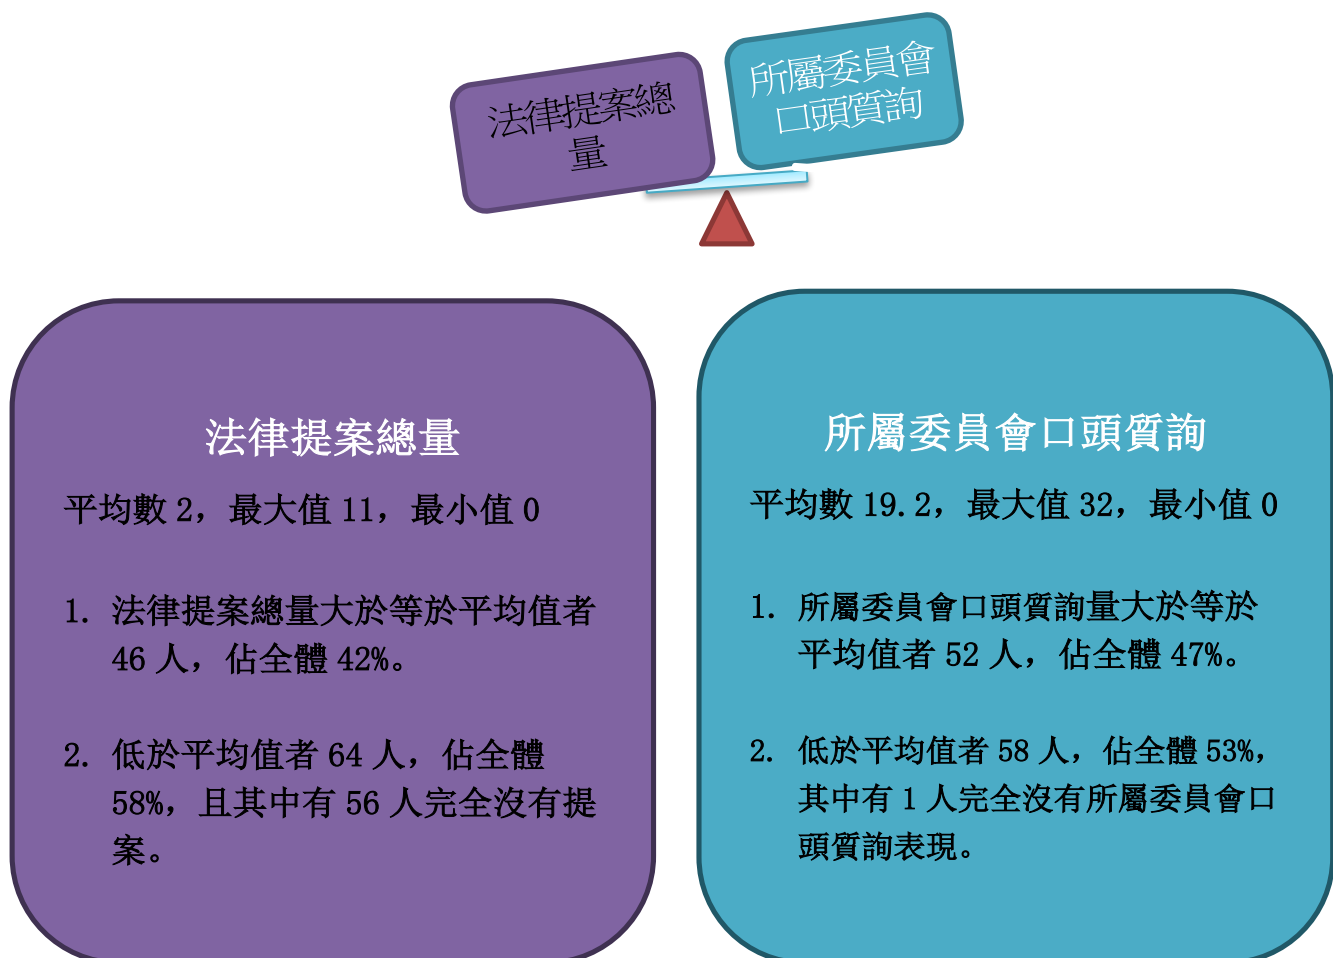 法律提案總
量
所屬委員會
口頭質詢
法律提案總量
平均數 2，最大值 11，最小值 0
1. 法律提案總量大於等於平均值者
46 人，佔全體 42%。
2. 低於平均值者 64 人，佔全體
58%，且其中有 56 人完全沒有提
案。
所屬委員會口頭質詢
平均數 19.2，最大值 32，最小值 0
1. 所屬委員會口頭質詢量大於等於
平均值者 52 人，佔全體 47%。
2. 低於平均值者 58 人，佔全體 53%，
其中有 1 人完全沒有所屬委員會口
頭質詢表現。